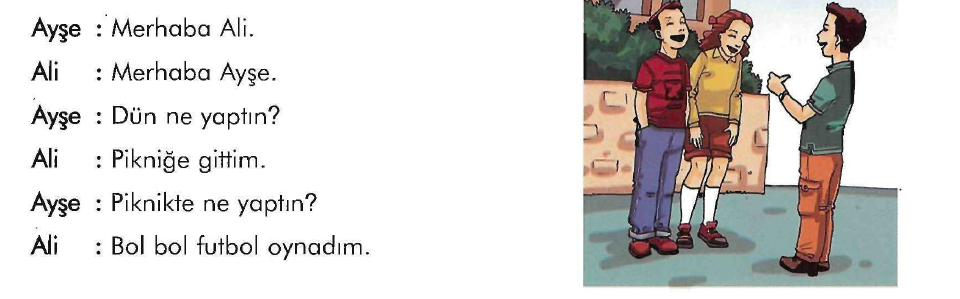 Ayşe : Merhaba Ali.
Ali : Merhaba Ayşe.
Ayşe : Dün ne yaptın?
Ali : Pikniğe gittim.
Ayşe : Piknikte ne yaptın?
Ali : Bol bol futbol oynadım.